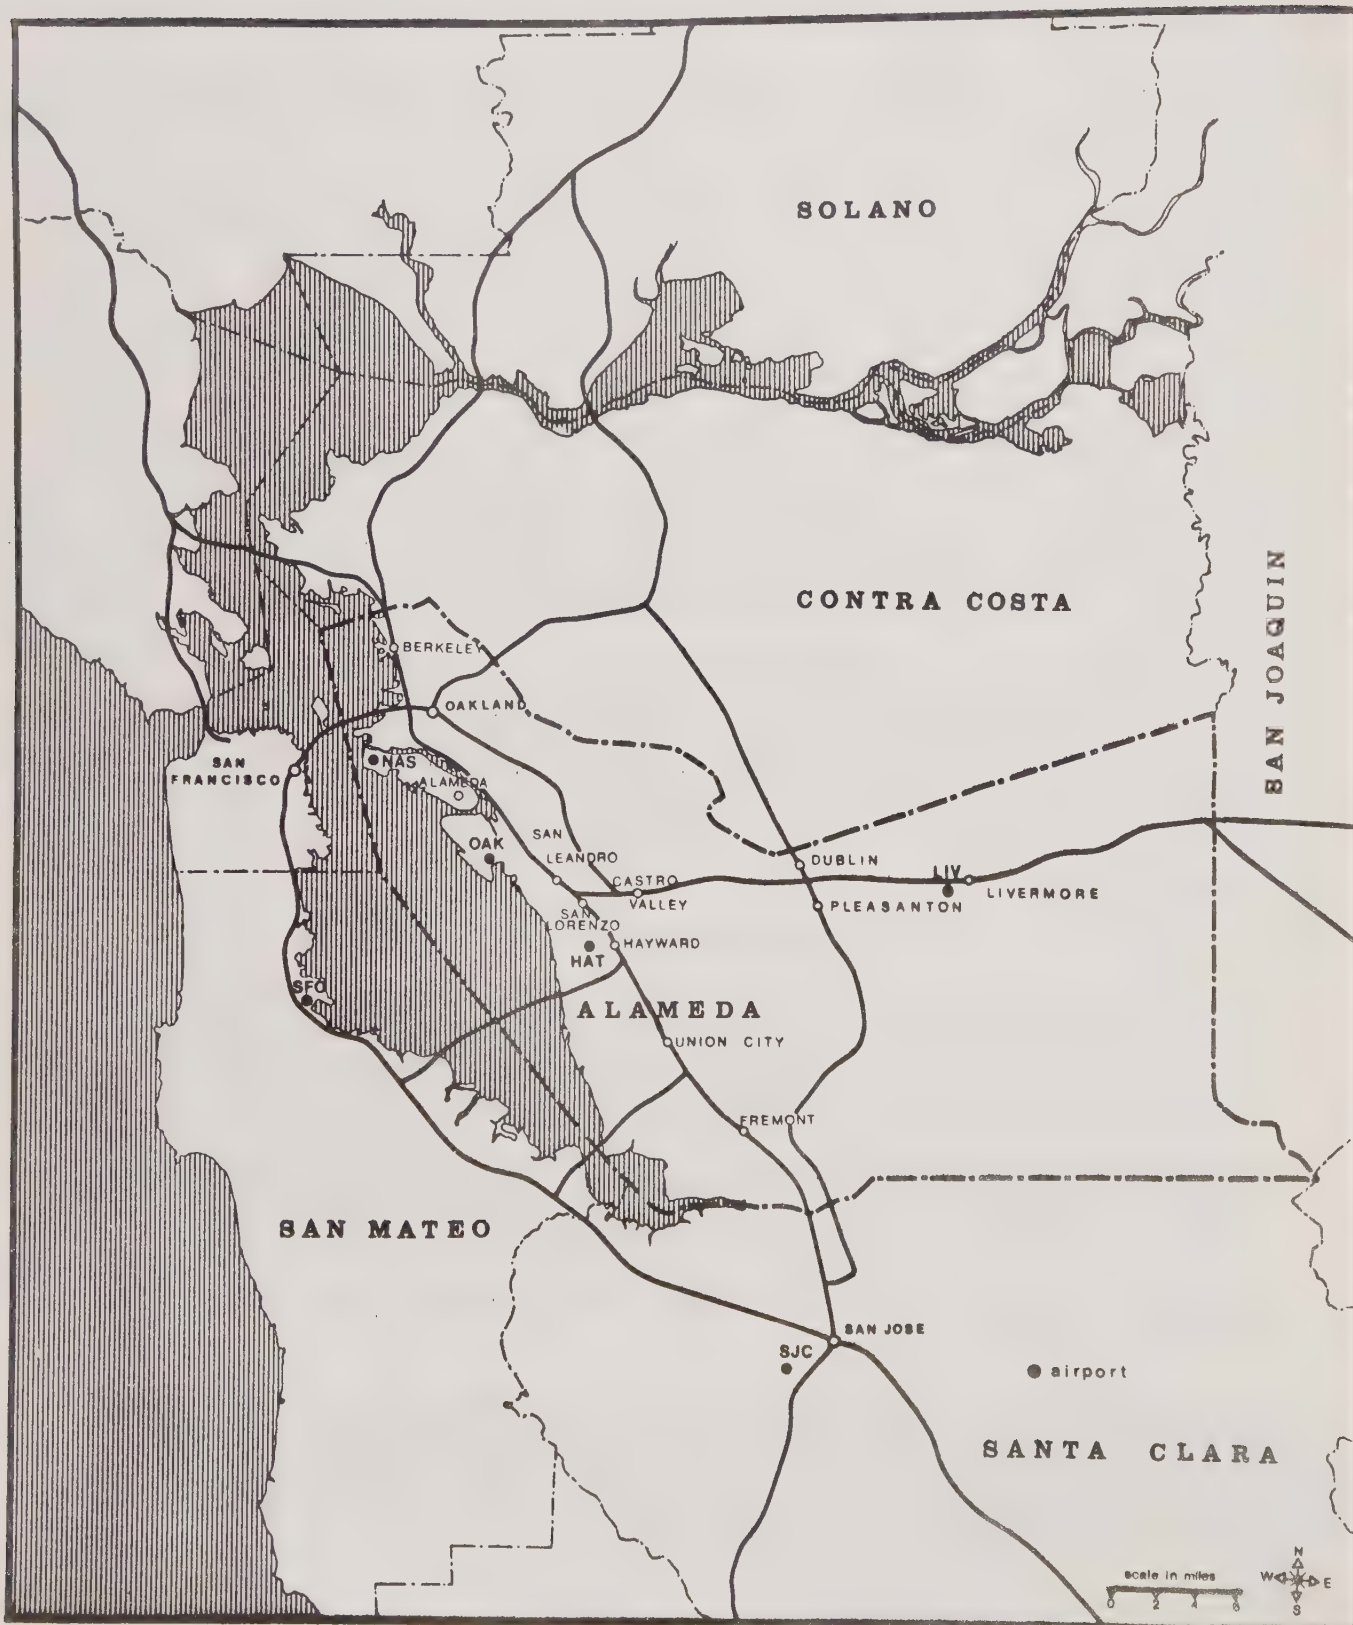 SOLANO
CONTRA COSTA
SAN JOAQUIN
BERKELEY
OAKLAND
SAN
FRANCISCO
NAS
ALAMEDA
OAK
SAN
LEANDRO
CASTRO
VALLEY
DUBLIN
LIV
LIVERMORE
PLEASANTON
SAN
LORENZO
HAYWARD
HAT
SFO
ALAMEDA
UNION CITY
FREMONT
SAN MATEO
SAN JOSE
SJC
airport
SANTA CLARA
scale in miles
0 2 4 8
N
W E
S